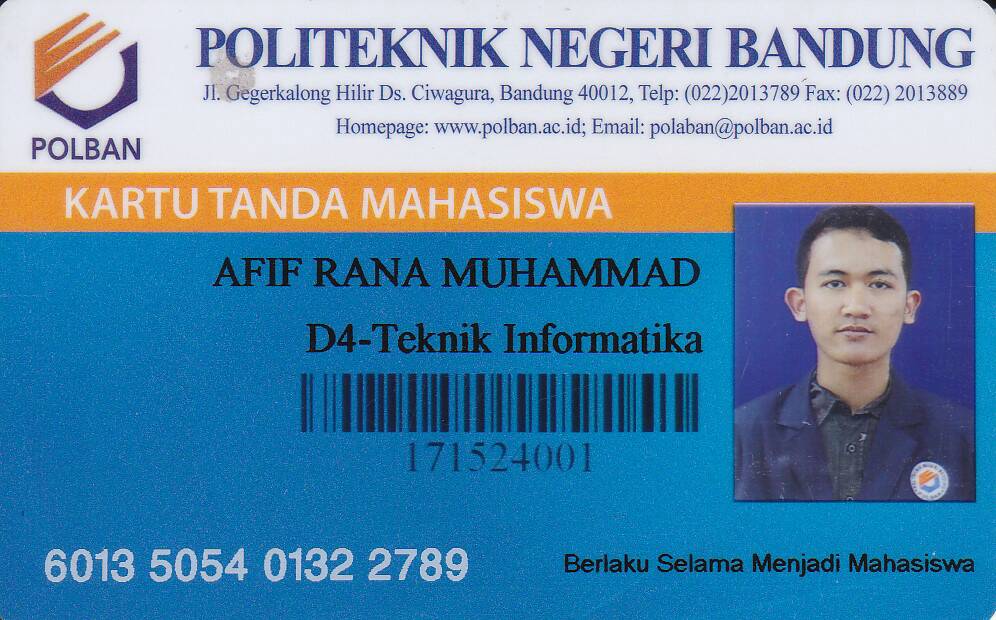 POLITEKNIK NEGERI BANDUNG
Jl. Gegerkalong Hilir Ds. Ciwagura, Bandung 40012, Telp: (022)2013789 Fax: (022) 2013889
Homepage: www.polban.ac.id; Email: polaban@polban.ac.id
POLBAN
KARTU TANDA MAHASISWA
AFIF RANA MUHAMMAD
D4-Teknik Informatika
171524001
6013 5054 0132 2789
Berlaku Selama Menjadi Mahasiswa